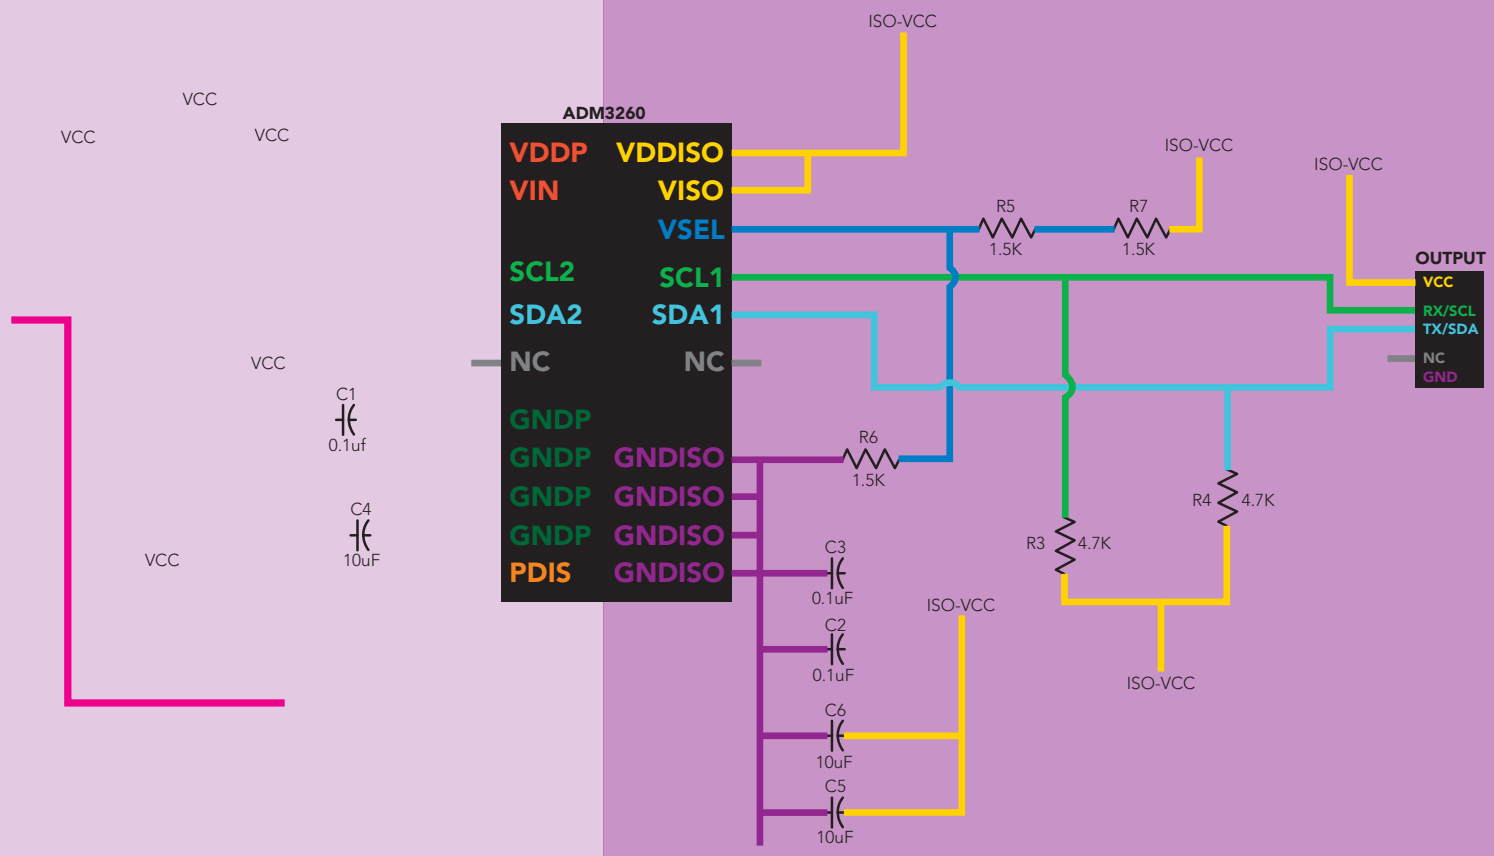 ISO-VCC
VCC
VCC
VCC
ADM3260
VDDP VDDISO
VIN VISO
VSEL
SCL2 SCL1
SDA2 SDA1
NC NC
GNDP
GNDP GNDISO
GNDP GNDISO
GNDP GNDISO
PDIS GNDISO
VCC
C1
0.1uf
C4
10uF
VCC
ISO-VCC
R5
1.5K
R7
1.5K
ISO-VCC
OUTPUT
VCC
RX/SCL
TX/SDA
NC
GND
R6
1.5K
R3 4.7K
R4 4.7K
ISO-VCC
C3
0.1uF
C2
0.1uF
ISO-VCC
C6
10uF
C5
10uF